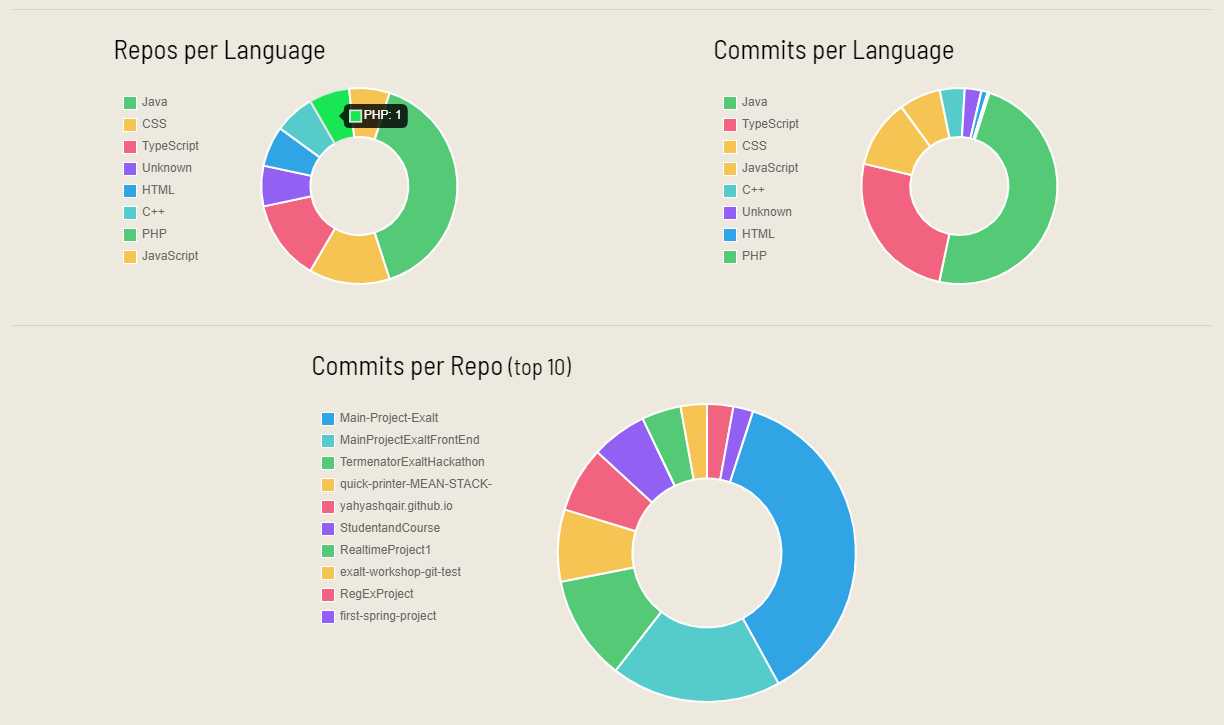 Repos per Language
Java
CSS
TypeScript
Unknown
HTML
C++
PHP
JavaScript
PHP: 1
Commits per Language
Java
TypeScript
CSS
JavaScript
C++
Unknown
HTML
PHP
Commits per Repo (top 10)
Main-Project-Exalt
MainProjectExaltFrontEnd
TermenatorExaltHackathon
quick-printer-MEAN-STACK-
yahyashqair.github.io
StudentandCourse
RealtimeProject1
exalt-workshop-git-test
RegExProject
first-spring-project